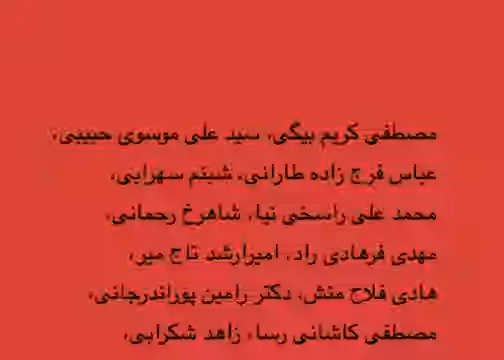 مصطفی کریم بیگی، سید علی موسوی حبیبی،
عباس فرج زاده طارانی، شبنم سهرابی،
محمد علی راسخی نیا، شاهرخ رحمانی،
مهدی فرهادی راد، امیرارشد تاج میر،
هادی فلاح منش، دکتر رامین پوراندرجانی،
مصطفی کاشانی رسا، زاهد شکرابی،